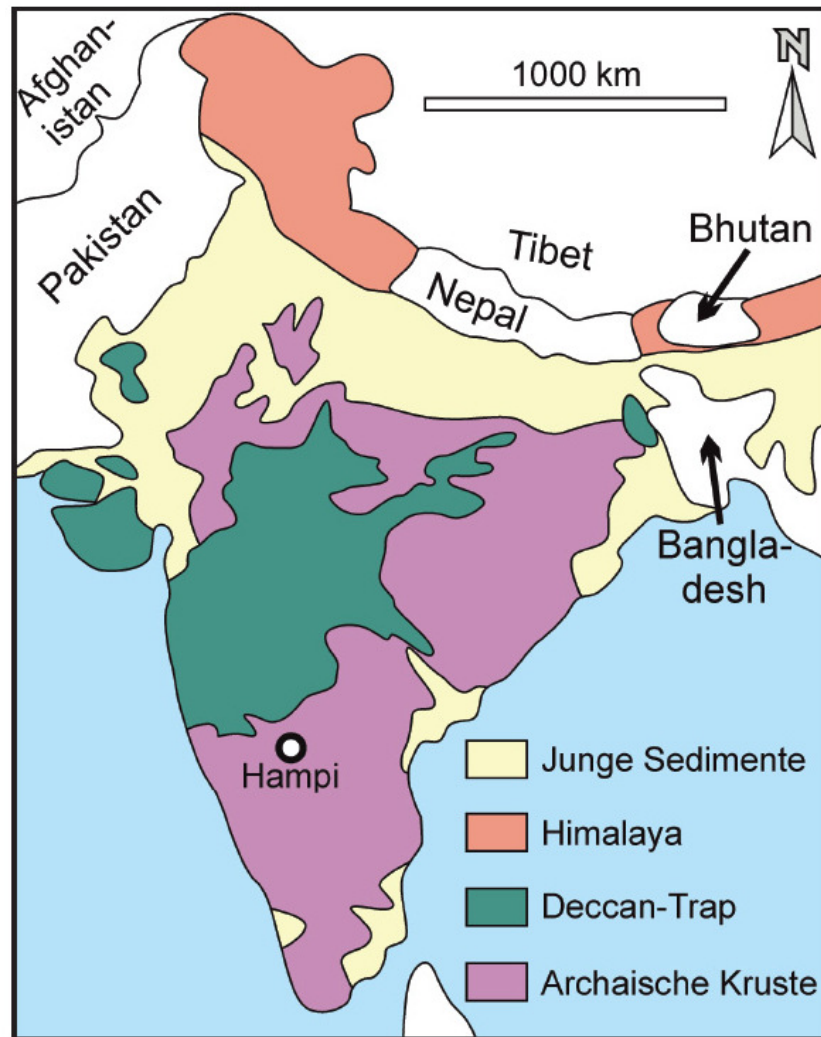 Afghan-
istan
N
1000 km
Pakistan
Tibet
Nepal
Bhutan
Bangla-
desh
Hampi
Junge Sedimente
Himalaya
Deccan-Trap
Archaische Kruste